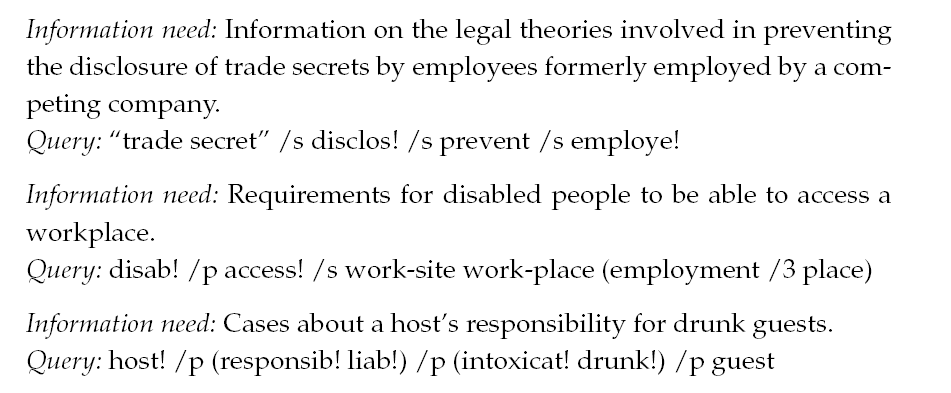 Information need: Information on the legal theories involved in preventing
the disclosure of trade secrets by employees formerly employed by a com-
peting company.
Query: “trade secret” /s disclos! /s prevent /s employe!
Information need: Requirements for disabled people to be able to access a
workplace.
Query: disab! /p access! /s work-site work-place (employment /3 place)
Information need: Cases about a host’s responsibility for drunk guests.
Query: host! /p (responsib! liab!) /p (intoxicat! drunk!) /p guest